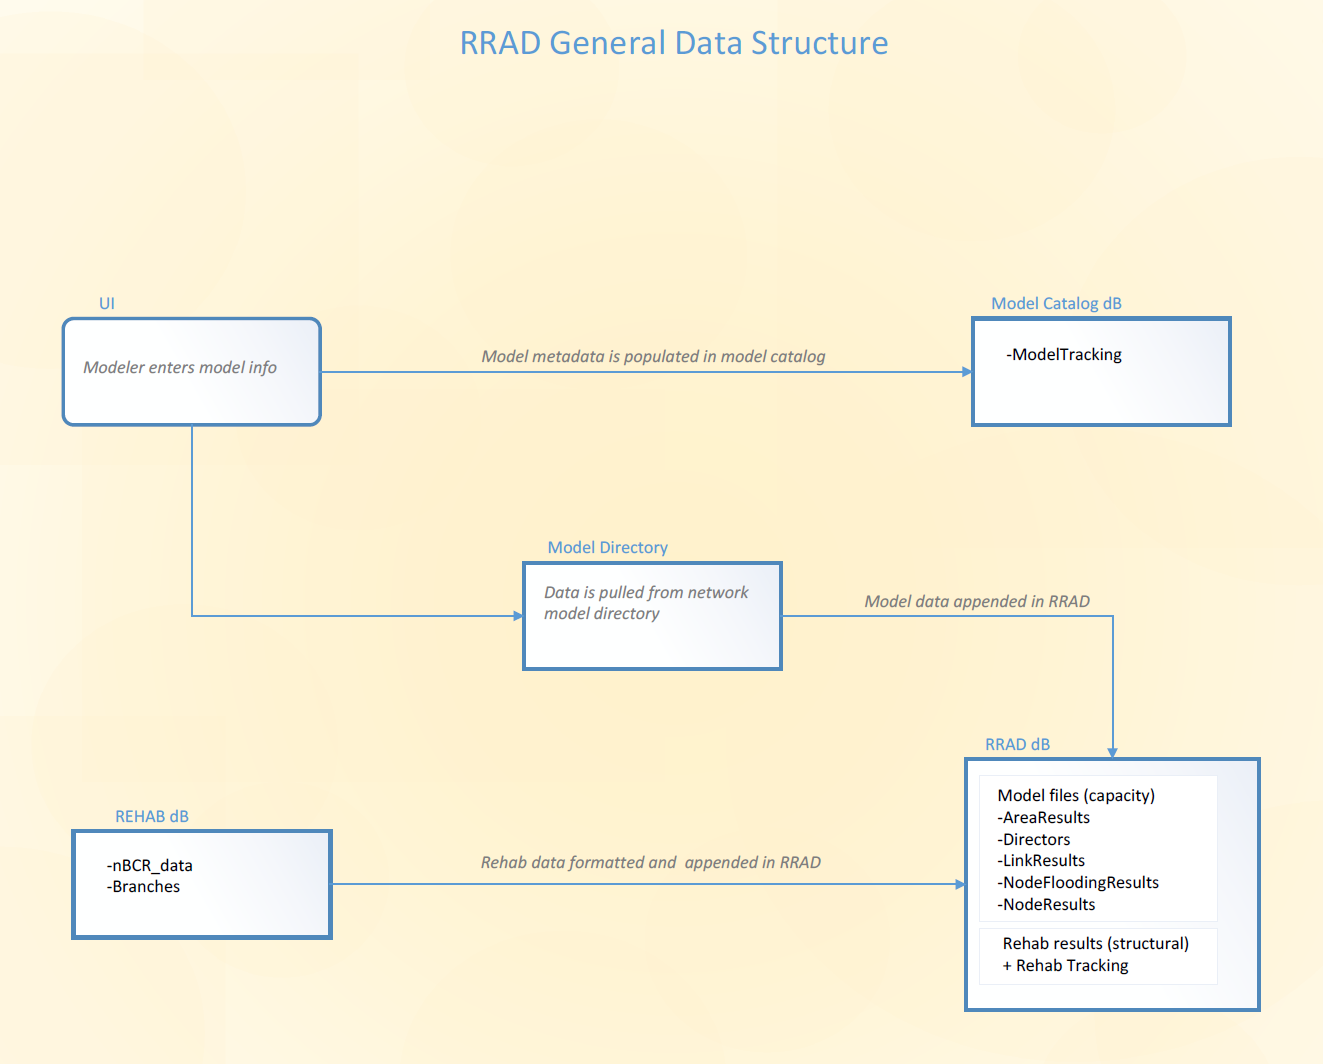 RRAD General Data Structure
UI
Modeler enters model info
Model metadata is populated in model catalog
Model Catalog dB
-ModelTracking
Model Directory
Data is pulled from network
model directory
Model data appended in RRAD
REHAB dB
-nBCR_data
-Branches
Rehab data formatted and  appended in RRAD
RRAD dB
Model files (capacity)
-AreaResults
-Directors
-LinkResults
-NodeFloodingResults
-NodeResults
Rehab results (structural)
+ Rehab Tracking